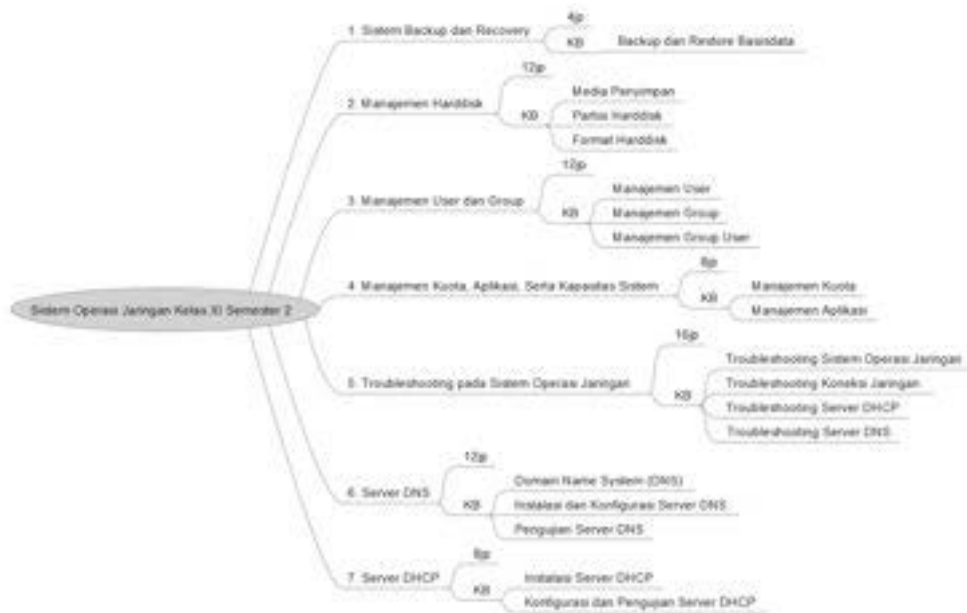 Sistem Operasi Jaringan Kelas XI Semester 2
1. Sistem Backup dan Recovery
4jp
KB
Backup dan Restore Basisdata
2. Manajemen Harddisk
12jp
KB
Media Penyimpan
Partisi Harddisk
Format Harddisk
3. Manajemen User dan Group
12jp
KB
Manajemen User
Manajemen Group
Manajemen Group User
4. Manajemen Kuota, Aplikasi, Serta Kapasitas Sistem
8jp
KB
Manajemen Kuota
Manajemen Aplikasi
5. Troubleshooting pada Sistem Operasi Jaringan
16jp
KB
Troubleshooting Sistem Operasi Jaringan
Troubleshooting Koneksi Jaringan
Troubleshooting Server DHCP
Troubleshooting Server DNS
6. Server DNS
12jp
KB
Domain Name System (DNS)
Instalasi dan Konfigurasi Server DNS
Pengujian Server DNS
7. Server DHCP
8jp
KB
Instalasi Server DHCP
Konfigurasi dan Pengujian Server DHCP